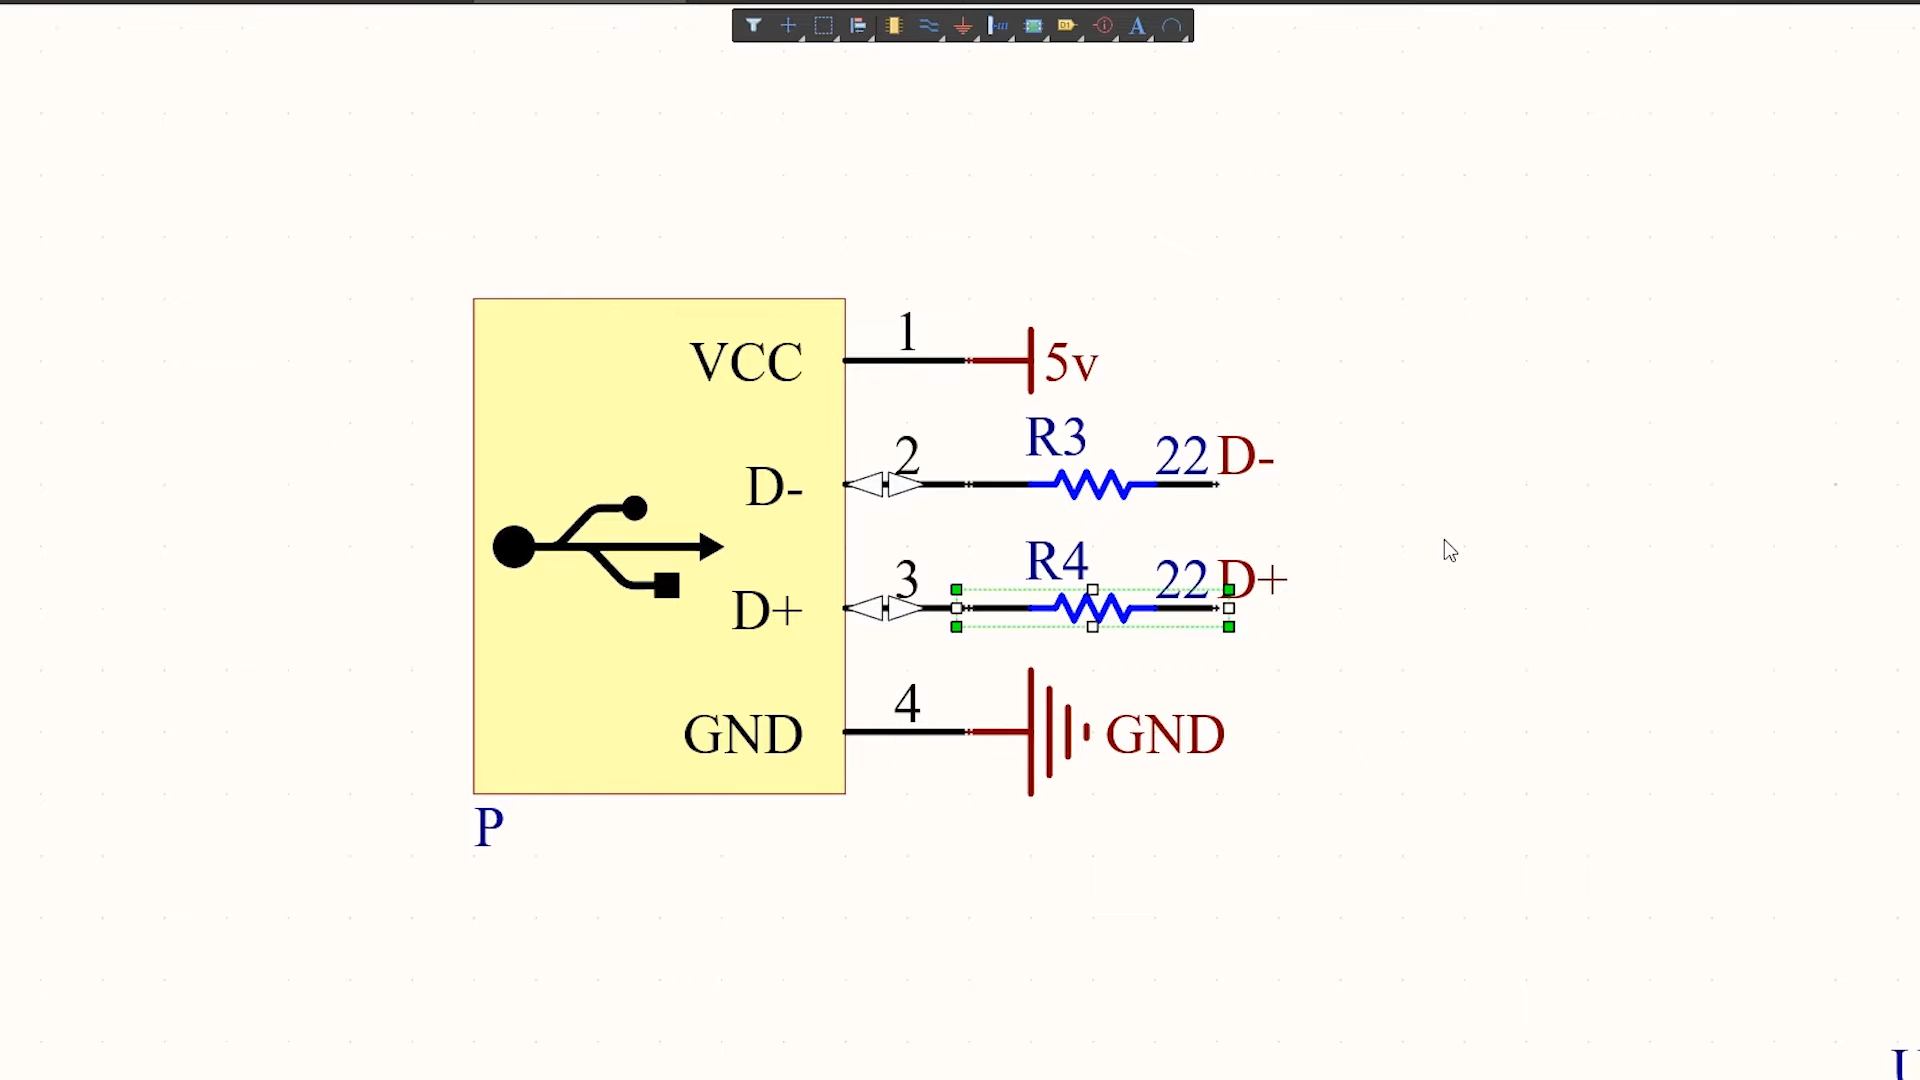 VCC 1 5v
R3
D- 2 22 D-
R4
D+ 3 22 D+
GND 4 GND
P